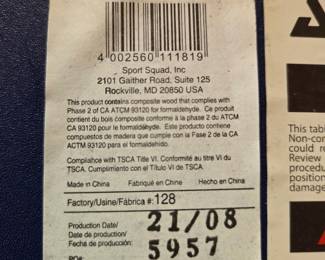 4 002560 111819
Sport Squad, Inc
2101 Gaither Road, Suite 125
Rockville, MD 20850 USA
This product contains composite wood that complies with
Phase 2 of CA ATCM 93120 for formaldehyde. Ce produit
contient du bois composite conforme à la phase 2 du ATCM
CA 93120 pour le formaldéhyde. Este producto contiene
compuestos de madera que cumple con la Fase 2 de la CA
ATCM 93120 para el formaldehido.
Compliance with TSCA Title VI. Conformité au titre VI du
TSCA. Cumplimiento con el Título VI de TSCA.
Made in China Fabriqué en Chine Hecho en China
Factory/Usine/Fábrica #: 128
Production Date/
Date de production/
Fecha de producción:
21/08
5957
PO#:
This tab
Non-con
could re
Review
procedu
position
damage